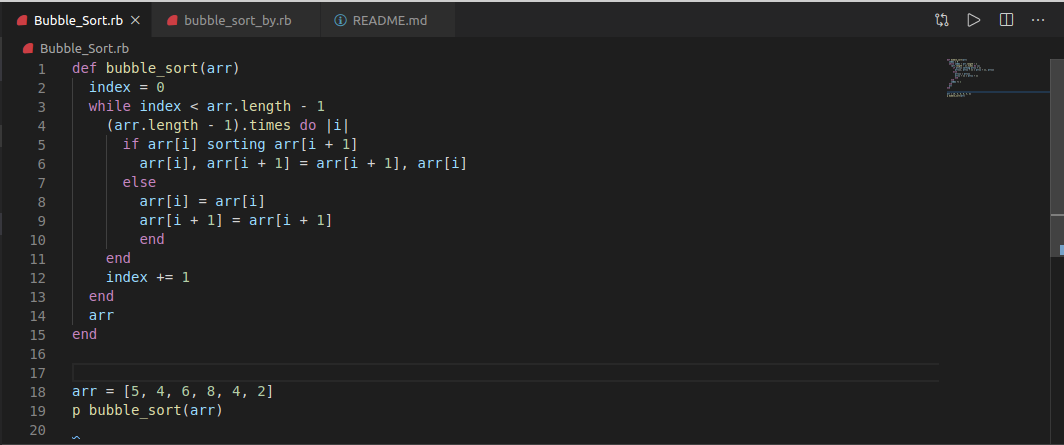 Bubble_Sort.rb bubble_sort_by.rb README.md
Bubble_Sort.rb
1 def bubble_sort(arr)
2 index = 0
3 while index < arr.length - 1
4 (arr.length - 1).times do |i|
5 if arr[i] sorting arr[i + 1]
6 arr[i], arr[i + 1] = arr[i + 1], arr[i]
7 else
8 arr[i] = arr[i]
9 arr[i + 1] = arr[i + 1]
10 end
11 end
12 index += 1
13 end
14 arr
15 end
16
17
18 arr = [5, 4, 6, 8, 4, 2]
19 p bubble_sort(arr)
20